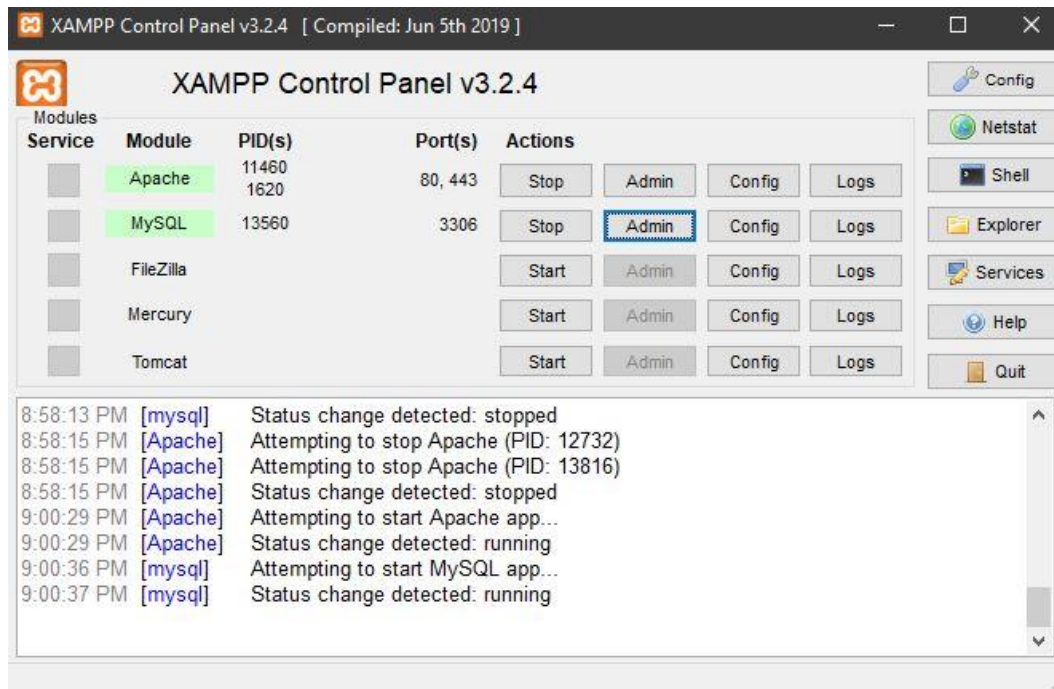 XAMPP Control Panel v3.2.4 [ Compiled: Jun 5th 2019 ]
XAMPP Control Panel v3.2.4
Config
Modules
Service Module PID(s) Port(s) Actions
Netstat
Apache 11460 1620 80, 443 Stop Admin Config Logs
Shell
MySQL 13560 3306 Stop Admin Config Logs
Explorer
FileZilla Start Admin Config Logs
Services
Mercury Start Admin Config Logs
Help
Tomcat Start Admin Config Logs
Quit
8:58:13 PM [mysql] Status change detected: stopped
8:58:15 PM [Apache] Attempting to stop Apache (PID: 12732)
8:58:15 PM [Apache] Attempting to stop Apache (PID: 13816)
8:58:15 PM [Apache] Status change detected: stopped
9:00:29 PM [Apache] Attempting to start Apache app...
9:00:29 PM [Apache] Status change detected: running
9:00:36 PM [mysql] Attempting to start MySQL app...
9:00:37 PM [mysql] Status change detected: running